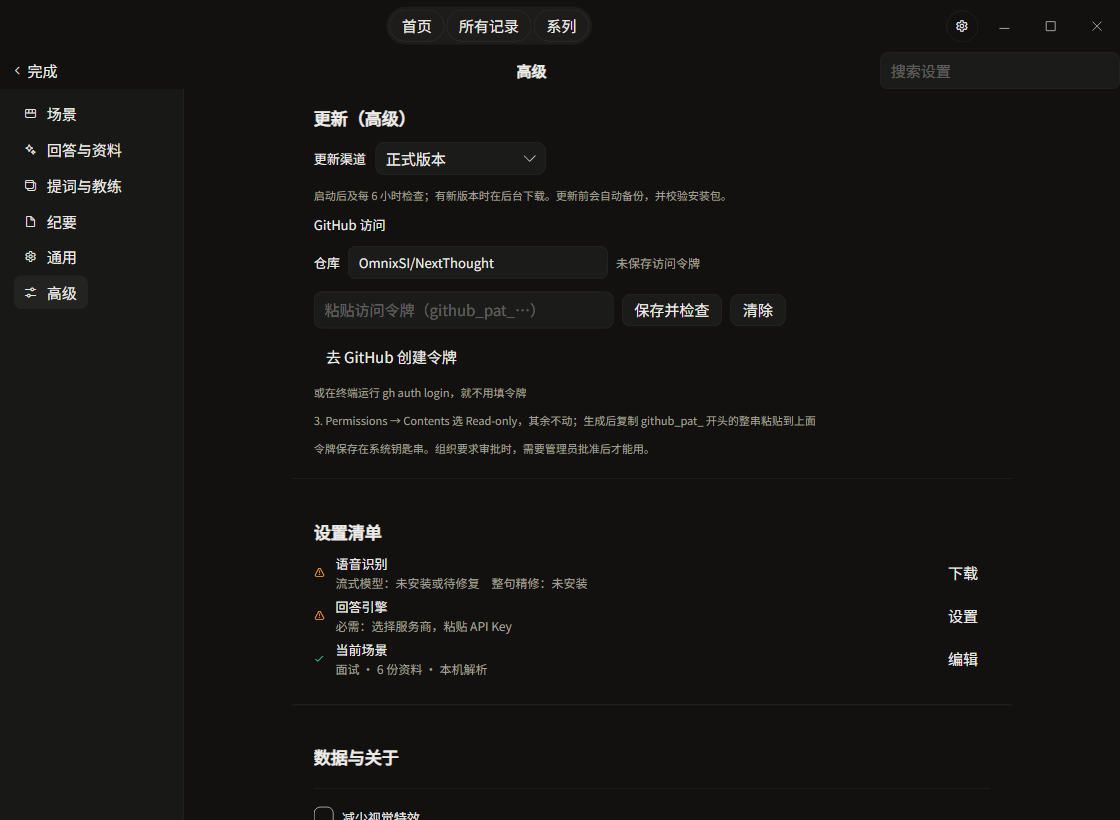 首页 所有记录 系列
完成
高级
搜索设置
场景
回答与资料
提词与教练
纪要
通用
高级
更新（高级）
更新渠道 正式版本
启动后及每 6 小时检查；有新版本时在后台下载。更新前会自动备份，并校验安装包。
GitHub 访问
仓库 OmnixSI/NextThought 未保存访问令牌
粘贴访问令牌（github_pat_…） 保存并检查 清除
去 GitHub 创建令牌
或在终端运行 gh auth login，就不用填令牌
3. Permissions → Contents 选 Read-only，其余不动；生成后复制 github_pat_ 开头的整串粘贴到上面
令牌保存在系统钥匙串。组织要求审批时，需要管理员批准后才能用。
设置清单
语音识别
流式模型：未安装或待修复 整句精修：未安装
下载
回答引擎
必需：选择服务商，粘贴 API Key
设置
当前场景
面试 · 6 份资料 · 本机解析
编辑
数据与关于
减少视觉特效